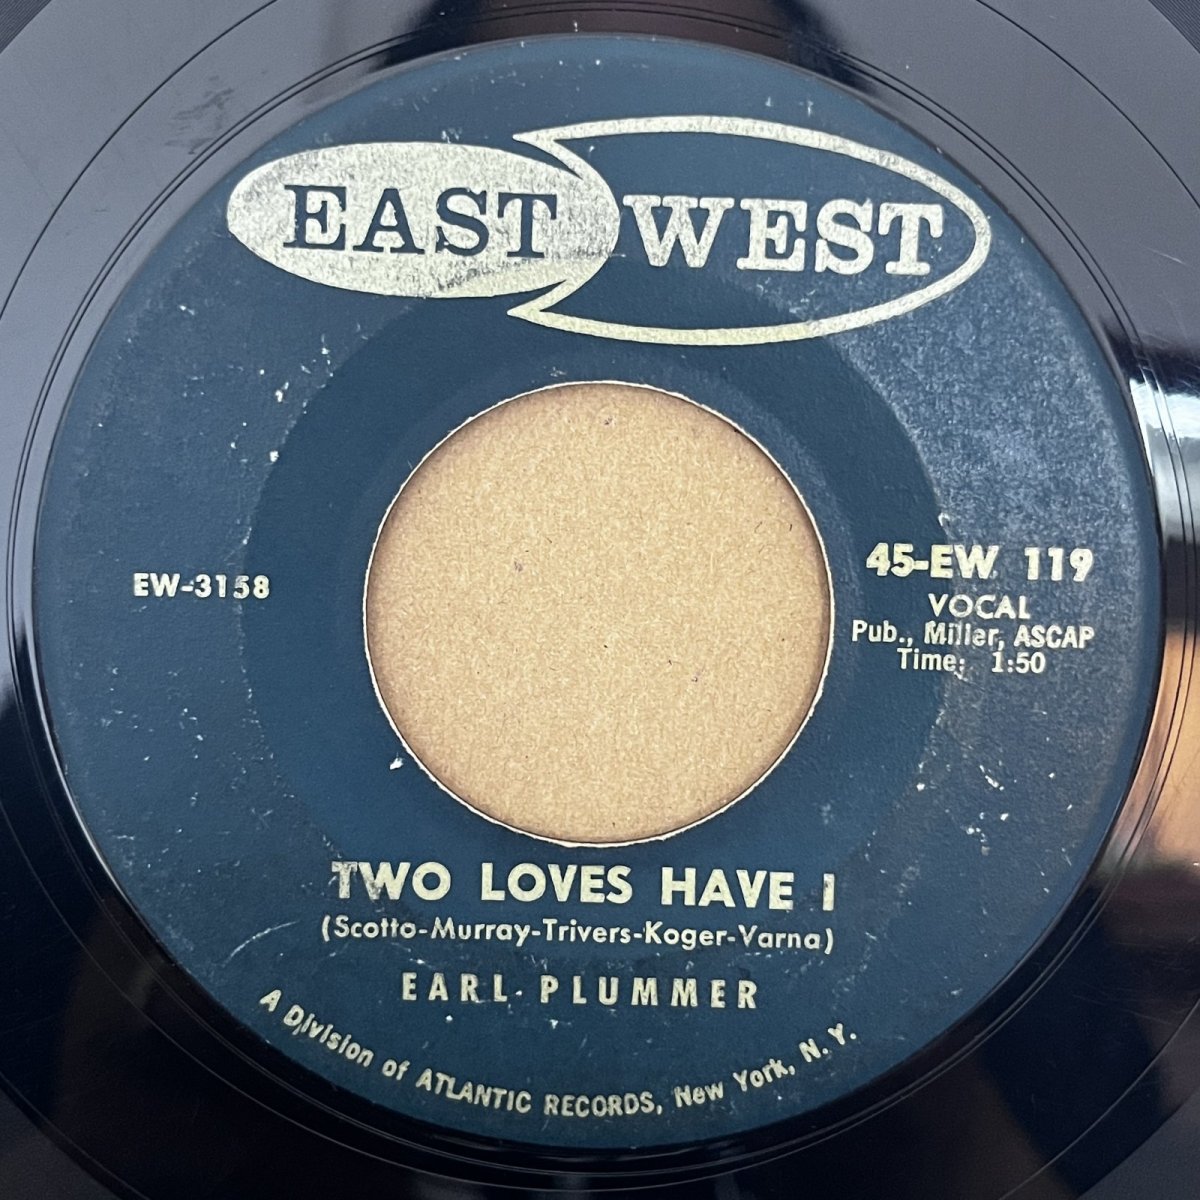 EAST WEST
EW-3158
45-EW 119
VOCAL
Pub., Miller, ASCAP
Time: 1:50
TWO LOVES HAVE I
(Scotto-Murray-Trivers-Koger-Varna)
EARL PLUMMER
A Division of ATLANTIC RECORDS, New York, N. Y.